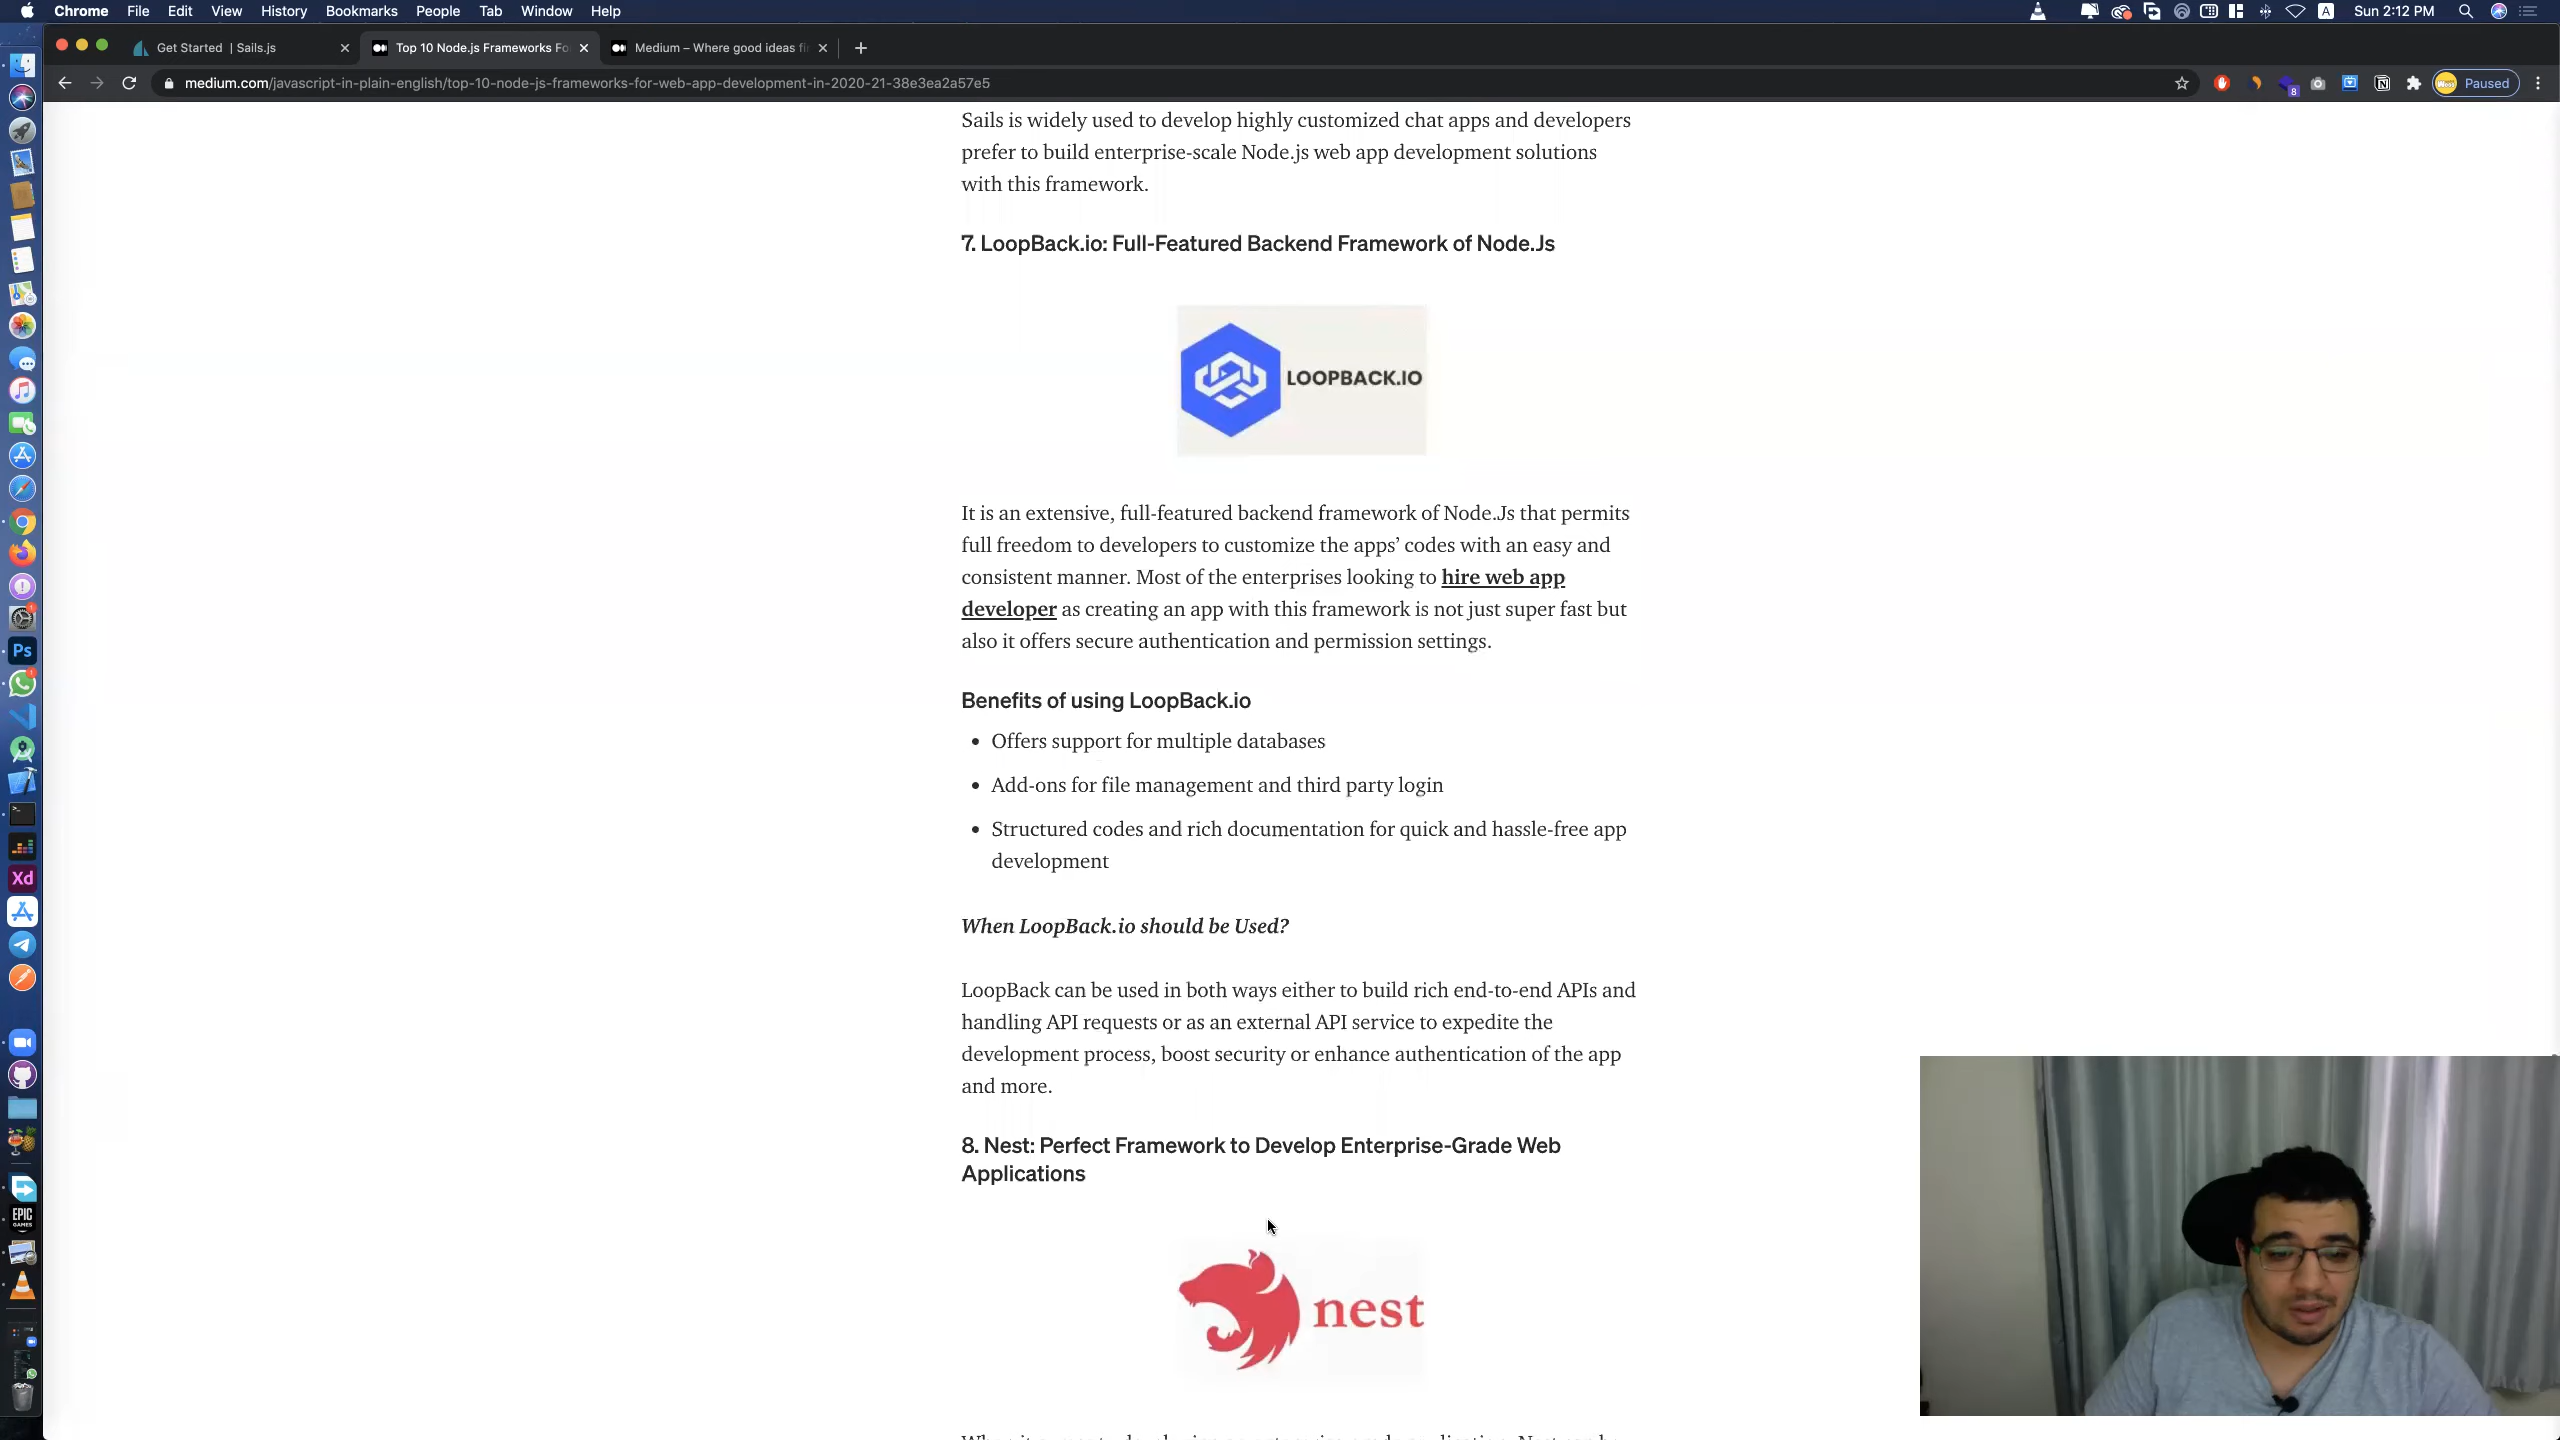 Chrome File Edit View History Bookmarks People Tab Window Help
A Sun 2:12 PM
Get Started | Sails.js
Top 10 Node.js Frameworks Fo
Medium – Where good ideas fi
medium.com/javascript-in-plain-english/top-10-node-js-frameworks-for-web-app-development-in-2020-21-38e3ea2a57e5
8
Paused
Sails is widely used to develop highly customized chat apps and developers
prefer to build enterprise-scale Node.js web app development solutions
with this framework.
7. LoopBack.io: Full-Featured Backend Framework of Node.Js
LOOPBACK.IO
It is an extensive, full-featured backend framework of Node.Js that permits
full freedom to developers to customize the apps’ codes with an easy and
consistent manner. Most of the enterprises looking to hire web app
developer as creating an app with this framework is not just super fast but
also it offers secure authentication and permission settings.
Benefits of using LoopBack.io
• Offers support for multiple databases
• Add-ons for file management and third party login
• Structured codes and rich documentation for quick and hassle-free app
development
When LoopBack.io should be Used?
LoopBack can be used in both ways either to build rich end-to-end APIs and
handling API requests or as an external API service to expedite the
development process, boost security or enhance authentication of the app
and more.
8. Nest: Perfect Framework to Develop Enterprise-Grade Web
Applications
nest
Ps
Xd
EPIC
GAMES